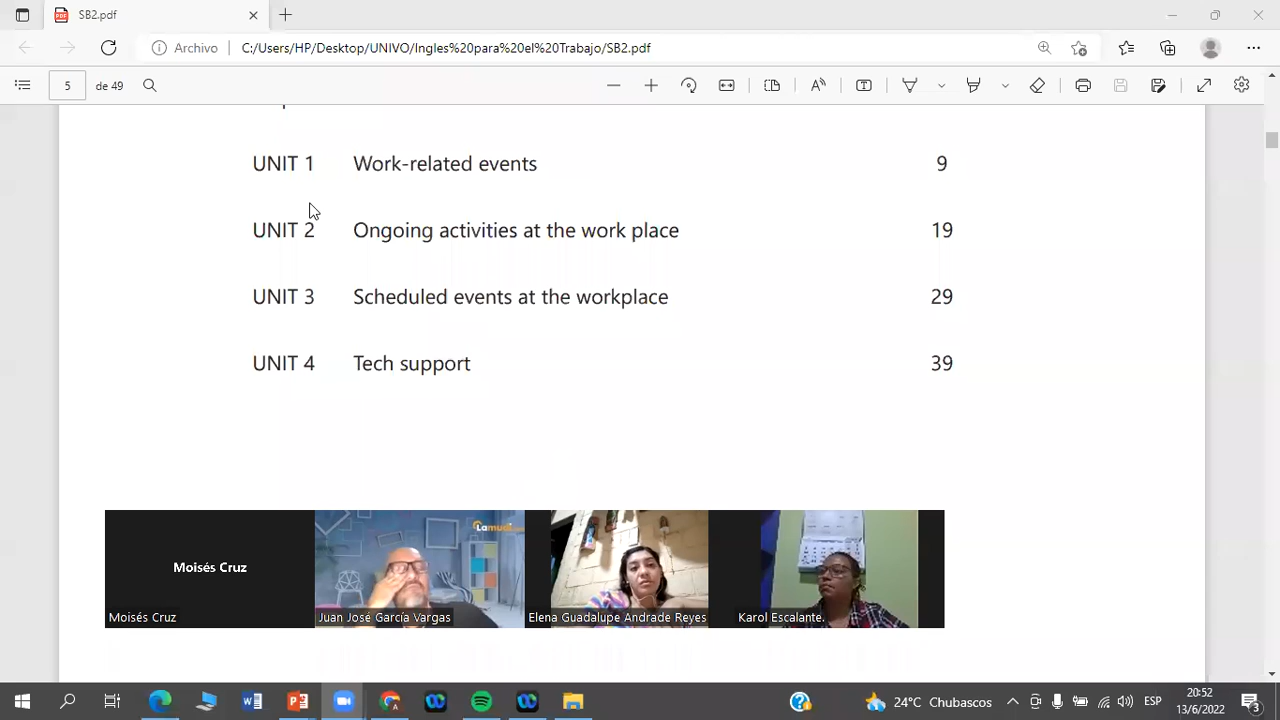 SB2.pdf
Archivo C:/Users/HP/Desktop/UNIVO/Ingles%20para%20el%20Trabajo/SB2.pdf
5 de 49
UNIT 1 Work-related events 9
UNIT 2 Ongoing activities at the work place 19
UNIT 3 Scheduled events at the workplace 29
UNIT 4 Tech support 39
Moisés Cruz
Moisés Cruz
Lamudi
Juan José García Vargas
Elena Guadalupe Andrade Reyes
Karol Escalante.
24°C Chubascos
ESP
20:52
13/6/2022
3